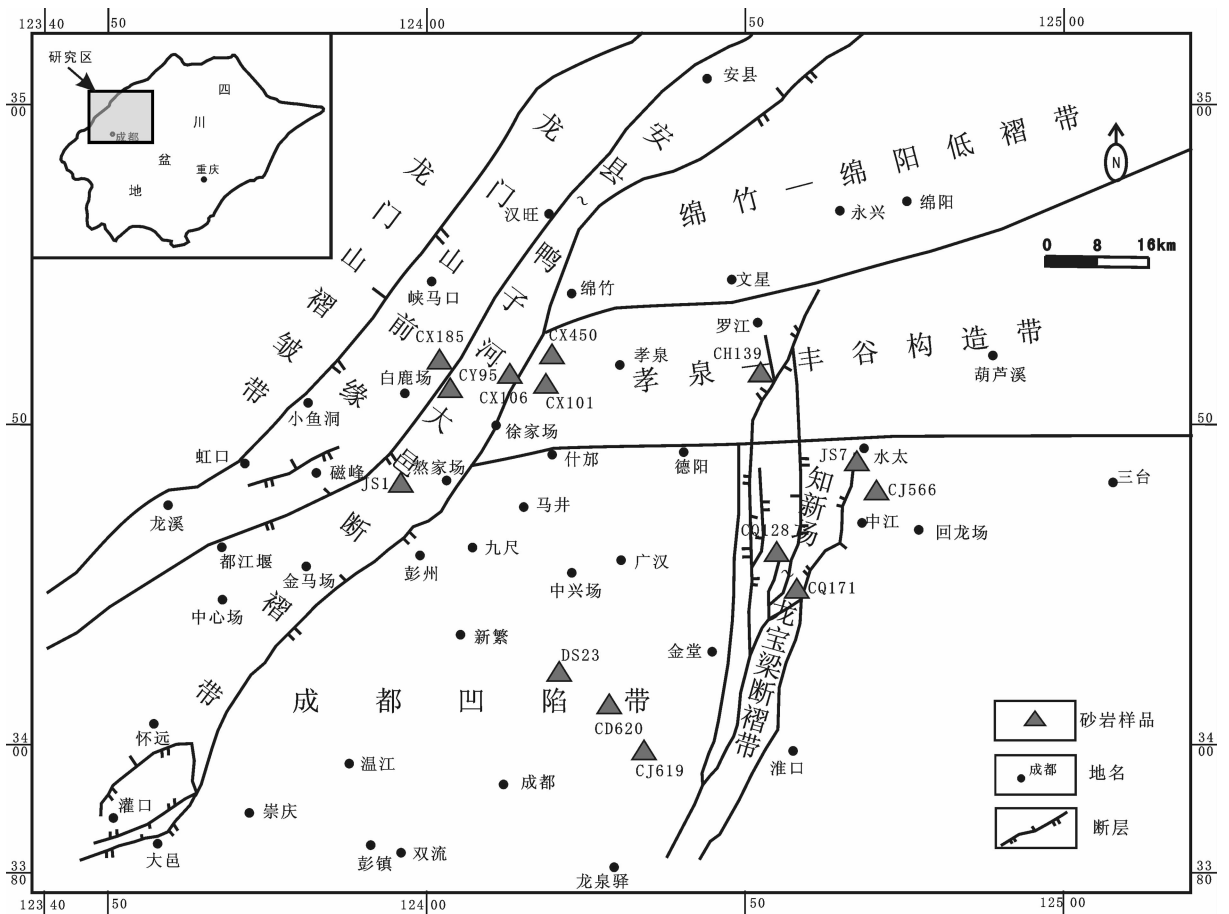 123 40
50
124 00
50
125 00
35
00
35
00
研究区
四
川
成都
盆
重庆
地
安县
龙门山褶皱带
龙门山前缘
安县~鸭子河大邑断褶带
绵竹—绵阳低褶带
N
汉旺
永兴
绵阳
0 8 16km
峡马口
绵竹
文星
罗江
CX185
CX450
孝泉
CH139
孝泉—丰谷构造带
葫芦溪
白鹿场
CY95
CX106
CX101
小鱼洞
50
50
徐家场
虹口
磁峰
JS1
熬家场
什邡
德阳
JS7
水太
三台
CJ566
龙溪
马井
中江
回龙场
知新场~龙宝梁断褶带
CQ128
都江堰
金马场
彭州
九尺
广汉
中兴场
CQ171
中心场
新繁
金堂
DS23
成都凹陷带
CD620
砂岩样品
怀远
34
00
34
00
CJ619
温江
成都
淮口
成都
地名
灌口
崇庆
断层
大邑
彭镇
双流
龙泉驿
33
80
33
80
123 40
50
124 00
50
125 00